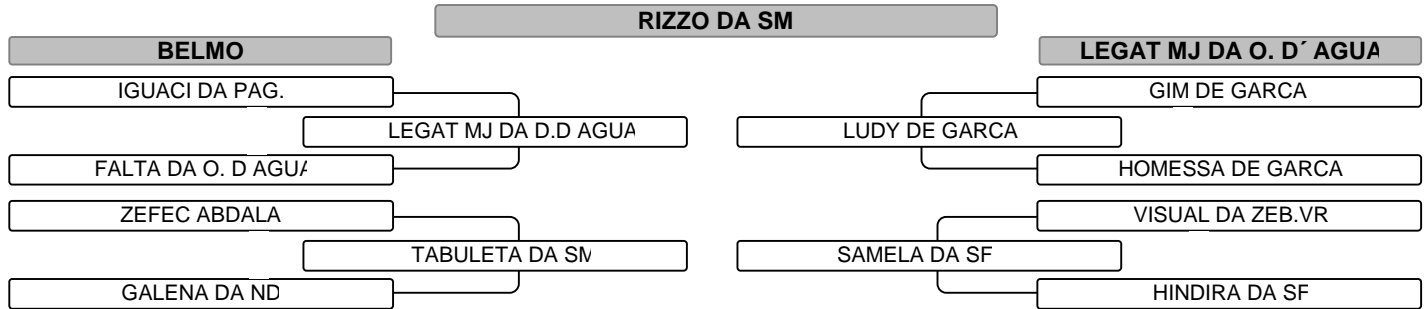 RIZZO DA SM
BELMO
LEGAT MJ DA O. D´ AGUA
IGUACI DA PAG.
GIM DE GARCA
LEGAT MJ DA D.D AGUA
LUDY DE GARCA
FALTA DA O. D AGUA
HOMESSA DE GARCA
ZEFEC ABDALA
VISUAL DA ZEB.VR
TABULETA DA SM
SAMELA DA SF
GALENA DA ND
HINDIRA DA SF